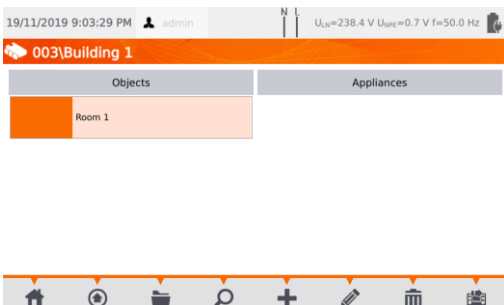 N L
19/11/2019 9:03:29 PM admin ULN=238.4 V UNPE=0.7 V f=50.0 Hz
003\Building 1
Objects Appliances
Room 1